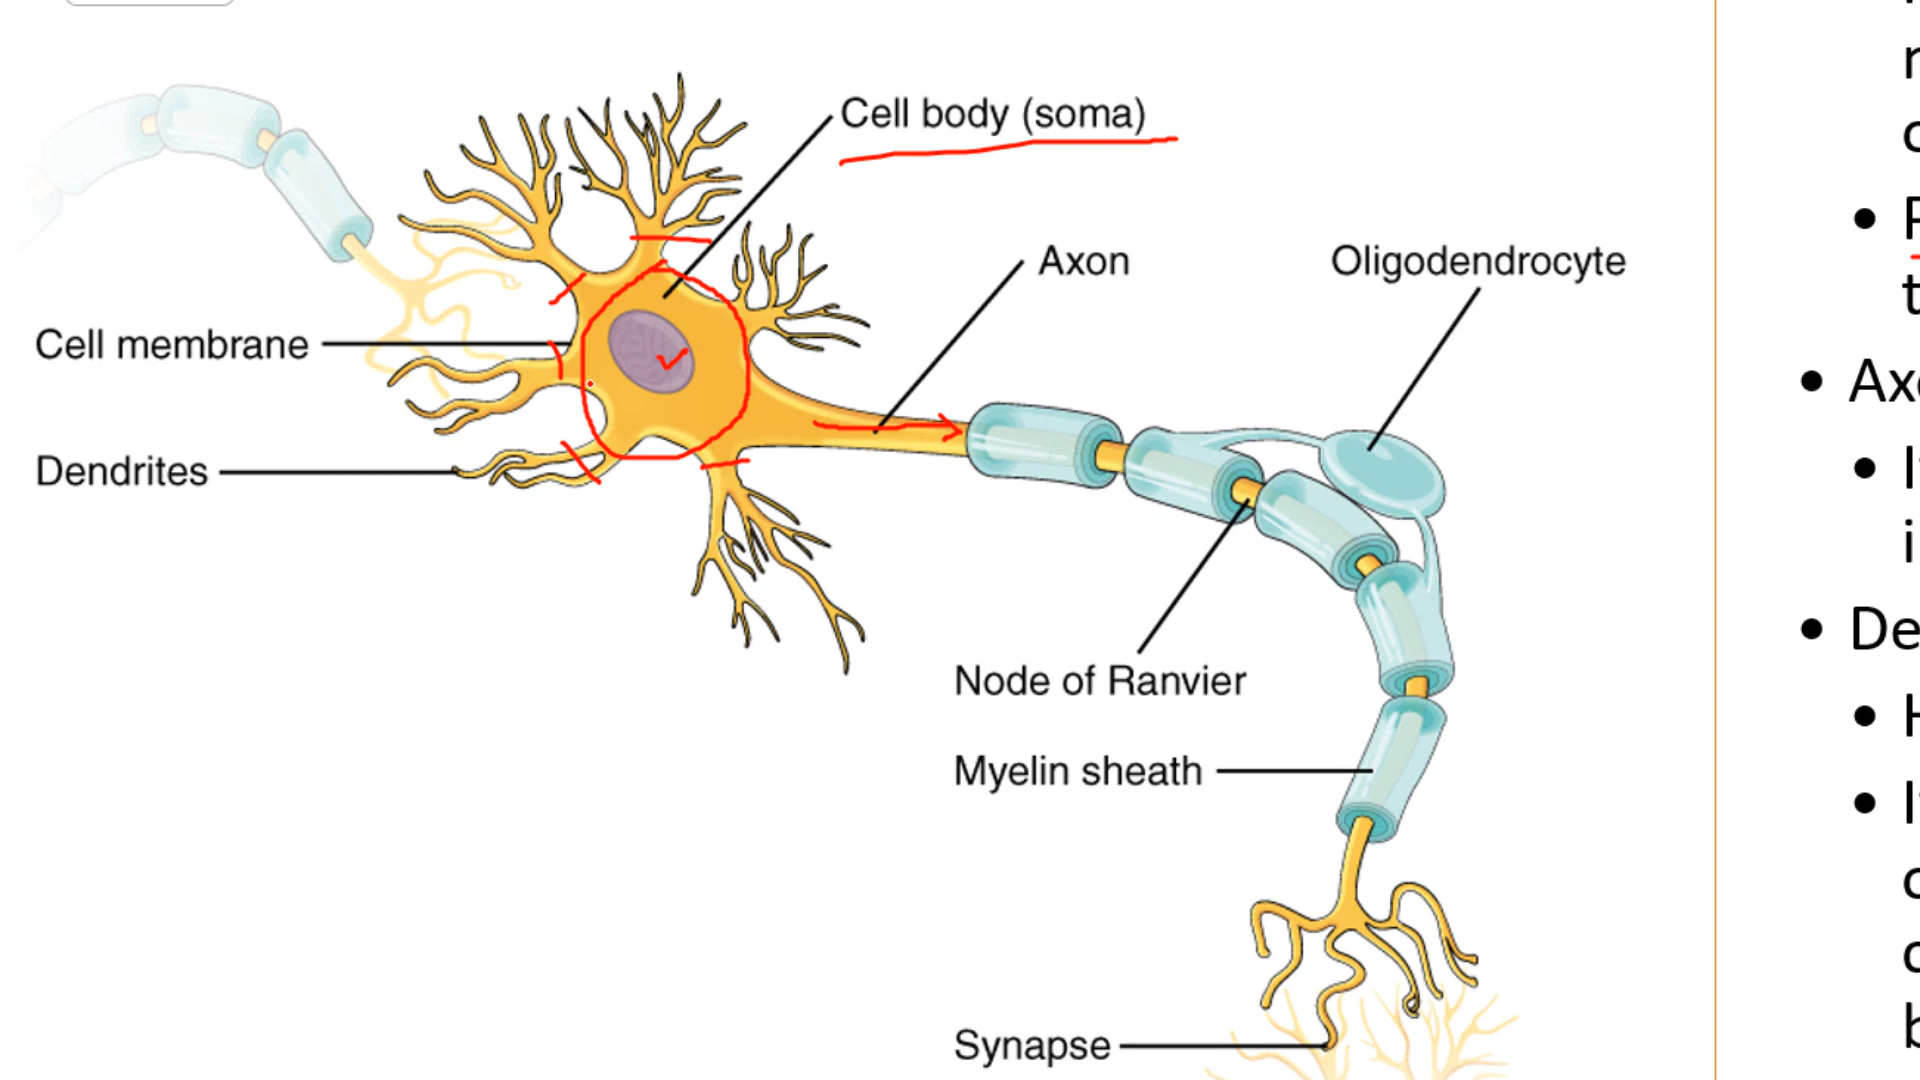 Cell body (soma)
Axon
Oligodendrocyte
Cell membrane
Dendrites
Node of Ranvier
Myelin sheath
Synapse